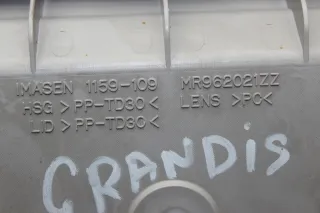 IMASEN 1159-109 MR962021ZZ
HSG >PP-TD30< LENS >PC<
LID >PP-TD30<
GRANDIS